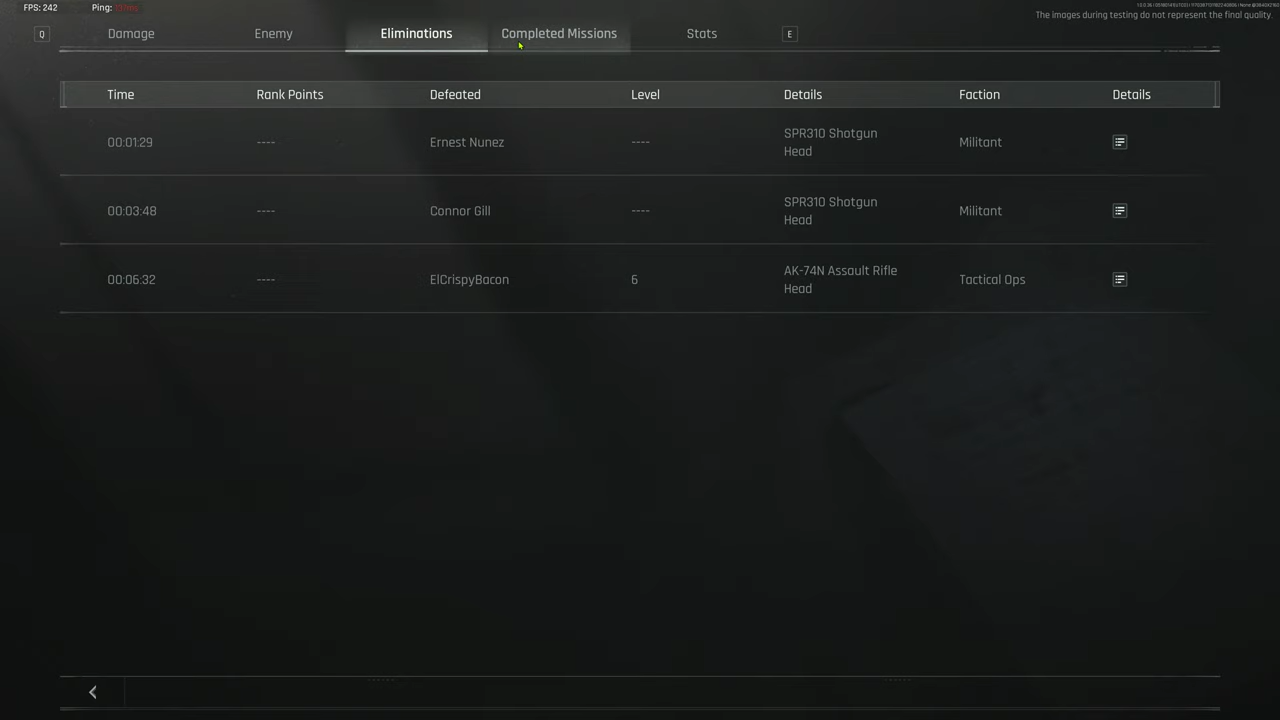 FPS: 242 Ping:
The images during testing do not represent the final quality
Q Damage Enemy Eliminations Completed Missions Stats E
Time Rank Points Defeated Level Details Faction Details
00:01:29 ---- Ernest Nunez ---- SPR310 Shotgun Militant
Head
00:03:48 ---- Connor Gill ---- SPR310 Shotgun Militant
Head
00:06:32 ---- ElCrispyBacon 6 AK-74N Assault Rifle Tactical Ops
Head